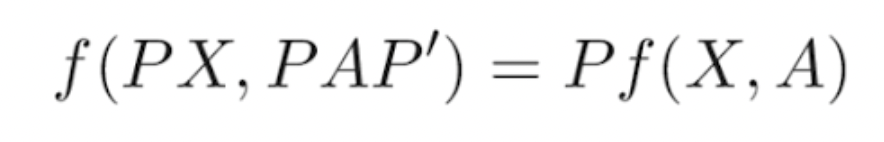 f(PX, PAP′) = Pf(X, A)